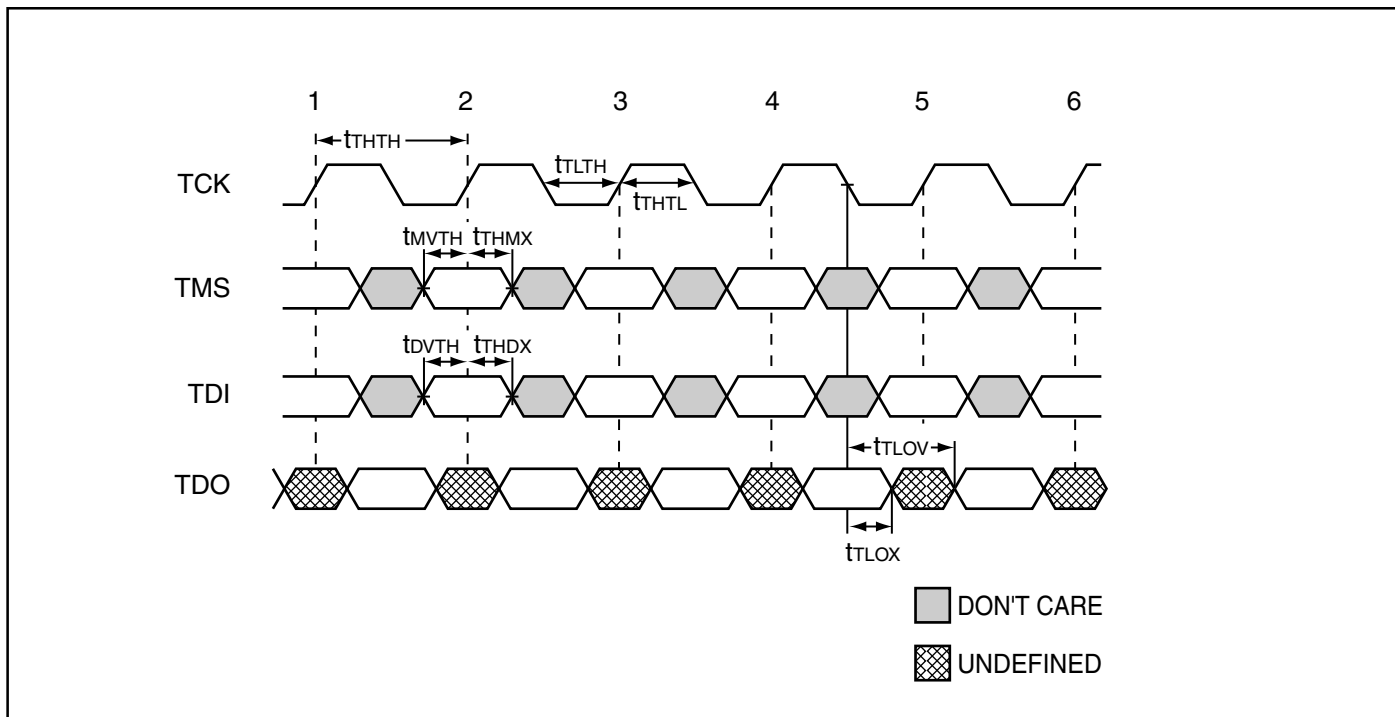 1 2 3 4 5 6
tTHTH
TCK
tTLTH
tTHTL
tMVTH tTHMX
TMS
tDVTH tTHDX
TDI
tTLOV
TDO
tTLOX
DON'T CARE
UNDEFINED